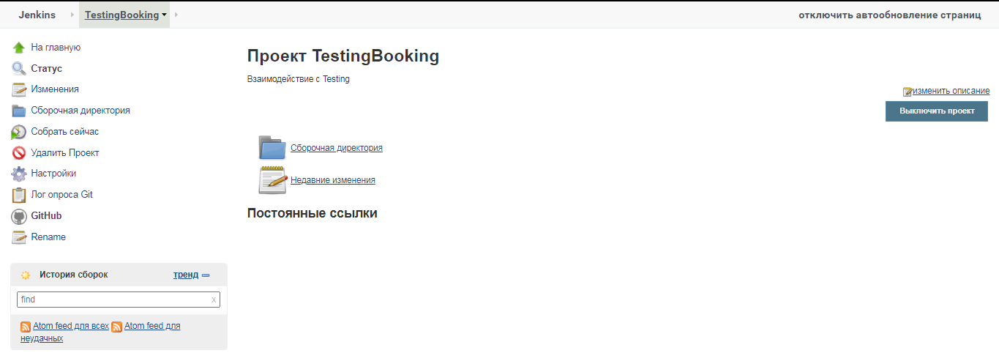 Jenkins TestingBooking отключить автообновление страниц
На главную
Статус
Изменения
Сборочная директория
Собрать сейчас
Удалить Проект
Настройки
Лог опроса Git
GitHub
Rename
История сборок тренд
find x
Atom feed для всех Atom feed для
неудачных
Проект TestingBooking
Взаимодействие с Testing
изменить описание
Выключить проект
Сборочная директория
Недавние изменения
Постоянные ссылки